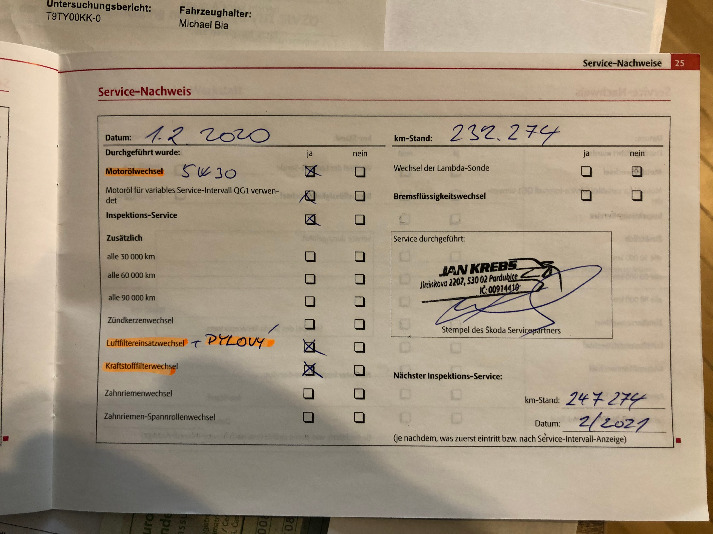 Untersuchungsbericht:
T9TY00KK-0
Fahrzeughalter:
Michael Bla
Service-Nachweise 25
Service-Nachweis
Datum: 1.2.2020
km-Stand: 232.274
Durchgeführt wurde: ja nein
Motorölwechsel 5W30
Motoröl für variables Service-Intervall QG1 verwen-
det
Inspektions-Service
Zusätzlich
alle 30 000 km
alle 60 000 km
alle 90 000 km
Zündkerzenwechsel
Luftfiltereinsatzwechsel + PYLOVÝ
Kraftstofffilterwechsel
Zahnriemenwechsel
Zahnriemen-Spannrollenwechsel
ja nein
Wechsel der Lambda-Sonde
Bremsflüssigkeitswechsel
Service durchgeführt:
JAN KREBS
2207, 530 02 Pardubice
IČ:
Stempel des Škoda Servicepartners
Nächster Inspektions-Service:
km-Stand: 247 274
Datum: 2/2021
(je nachdem, was zuerst eintritt bzw. nach Service-Intervall-Anzeige)